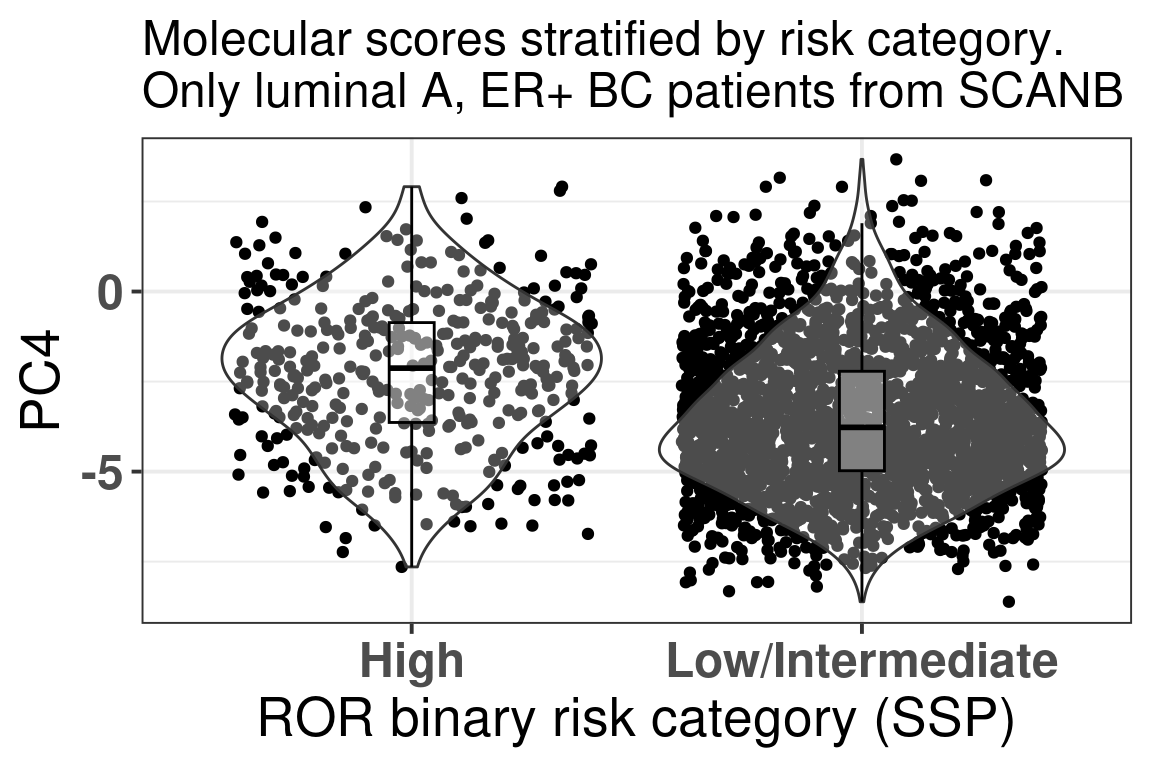 Molecular scores stratified by risk category.
Only luminal A, ER+ BC patients from SCANB
PC4
0
-5
High
Low/Intermediate
ROR binary risk category (SSP)